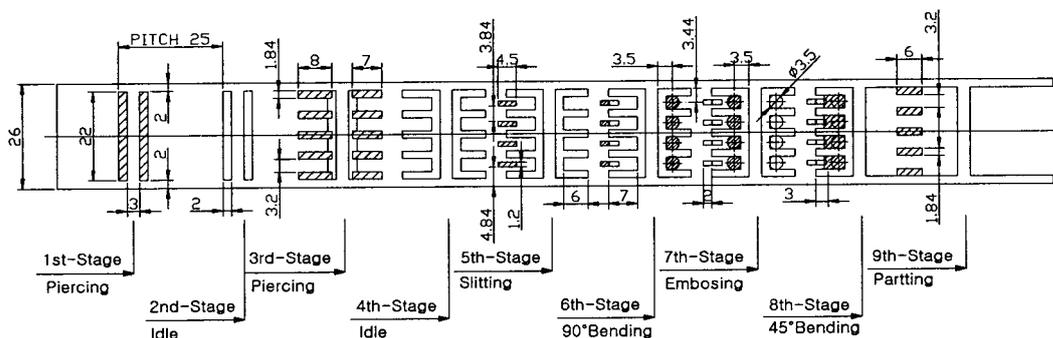 PITCH 25
1.84
8
7
3.84
4.5
3.5
3.44
3.5
ø3.5
6
3.2
26
22
2
2
3
2
3.2
4.84
1.2
6
7
2
3
1.84
1st-Stage
Piercing
2nd-Stage
Idle
3rd-Stage
Piercing
4th-Stage
Idle
5th-Stage
Slitting
6th-Stage
90°Bending
7th-Stage
Embosing
8th-Stage
45°Bending
9th-Stage
Partting